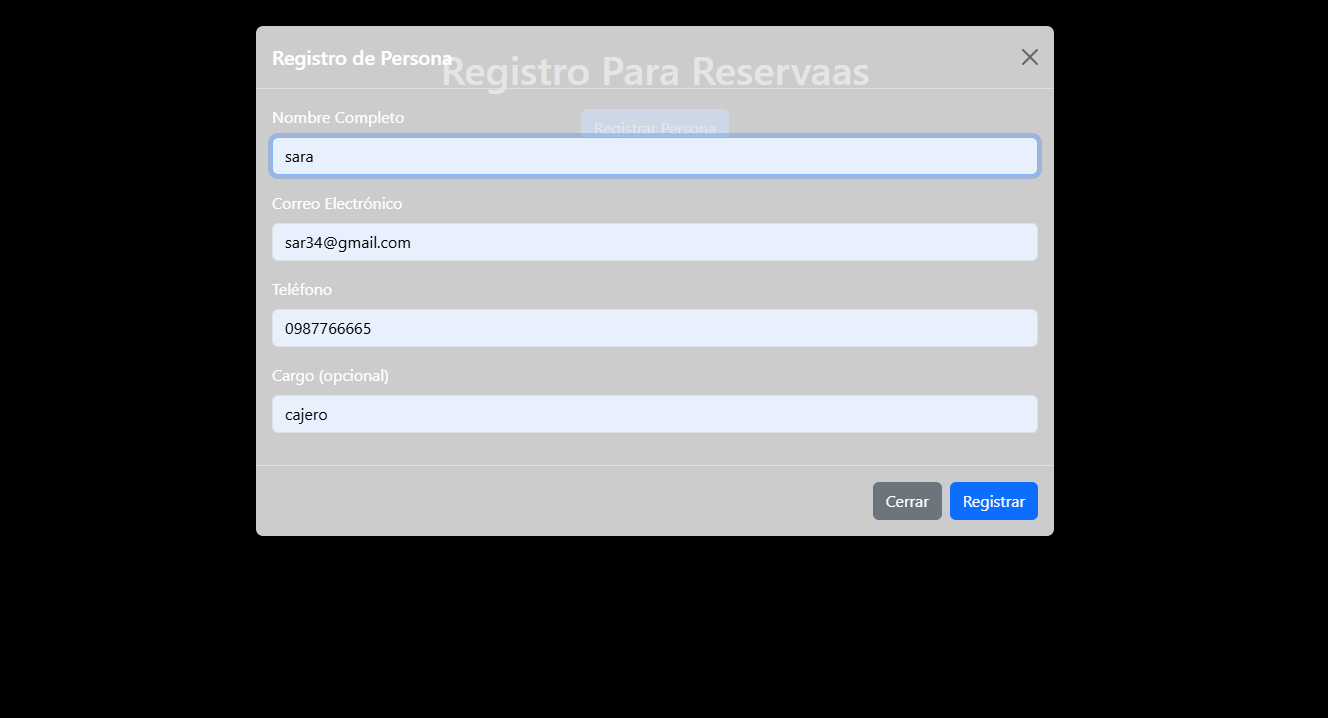 Registro de Persona
Registro Para Reservaas
Nombre Completo
Registrar Persona
sara
Correo Electrónico
sar34@gmail.com
Teléfono
0987766665
Cargo (opcional)
cajero
Cerrar
Registrar